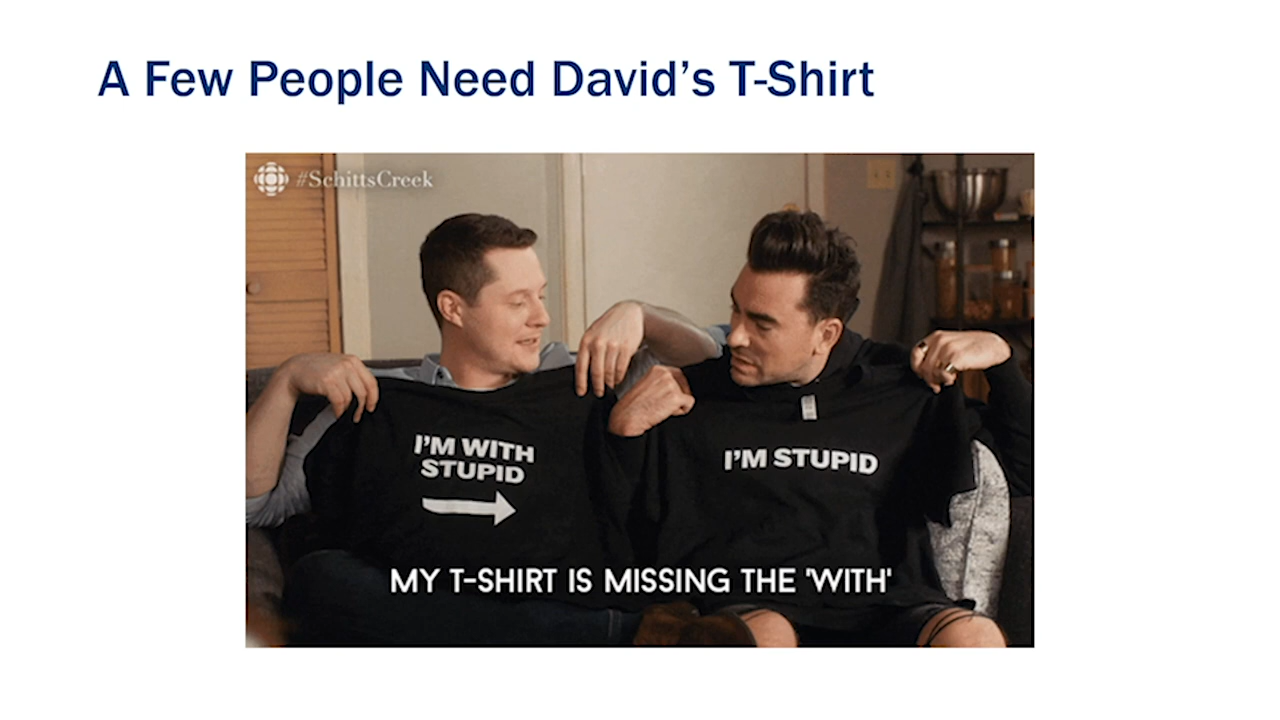 A Few People Need David's T-Shirt
#SchittsCreek
I'M WITH
STUPID
I'M STUPID
MY T-SHIRT IS MISSING THE 'WITH'